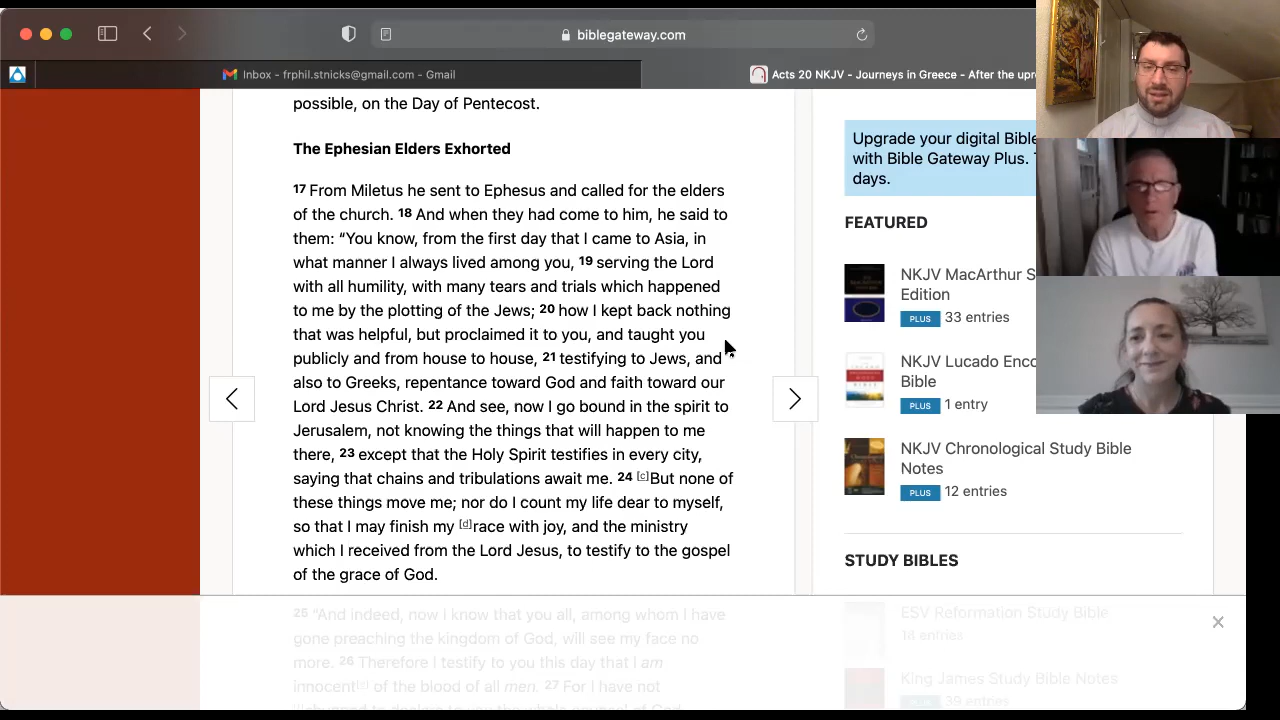 biblegateway.com
Inbox - frphil.stnicks@gmail.com - Gmail
Acts 20 NKJV - Journeys in Greece - After the upr
possible, on the Day of Pentecost.
The Ephesian Elders Exhorted
17 From Miletus he sent to Ephesus and called for the elders
of the church. 18 And when they had come to him, he said to
them: “You know, from the first day that I came to Asia, in
what manner I always lived among you, 19 serving the Lord
with all humility, with many tears and trials which happened
to me by the plotting of the Jews; 20 how I kept back nothing
that was helpful, but proclaimed it to you, and taught you
publicly and from house to house, 21 testifying to Jews, and
also to Greeks, repentance toward God and faith toward our
Lord Jesus Christ. 22 And see, now I go bound in the spirit to
Jerusalem, not knowing the things that will happen to me
there, 23 except that the Holy Spirit testifies in every city,
saying that chains and tribulations await me. 24 [c]But none of
these things move me; nor do I count my life dear to myself,
so that I may finish my [d]race with joy, and the ministry
which I received from the Lord Jesus, to testify to the gospel
of the grace of God.
25 “And indeed, now I know that you all, among whom I have
gone preaching the kingdom of God, will see my face no
more. 26 Therefore I testify to you this day that I am
innocent[e] of the blood of all men. 27 For I have not
Upgrade your digital Bible
with Bible Gateway Plus.
days.
FEATURED
NKJV MacArthur S
Edition
PLUS 33 entries
NKJV Lucado Enco
Bible
PLUS 1 entry
NKJV Chronological Study Bible
Notes
PLUS 12 entries
STUDY BIBLES
ESV Reformation Study Bible
14 entries
King James Study Bible Notes
PLUS 39 entries